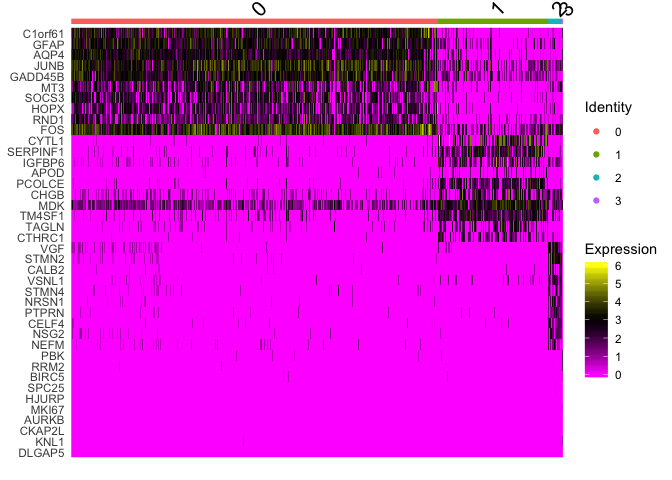 0 1 2 3
C1orf61
GFAP
AQP4
JUNB
GADD45B
MT3
SOCS3
HOPX
RND1
FOS
CYTL1
SERPINF1
IGFBP6
APOD
PCOLCE
CHGB
MDK
TM4SF1
TAGLN
CTHRC1
VGF
STMN2
CALB2
VSNL1
STMN4
NRSN1
PTPRN
CELF4
NSG2
NEFM
PBK
RRM2
BIRC5
SPC25
HJURP
MKI67
AURKB
CKAP2L
KNL1
DLGAP5
Identity
0
1
2
3
Expression
6
5
4
3
2
1
0